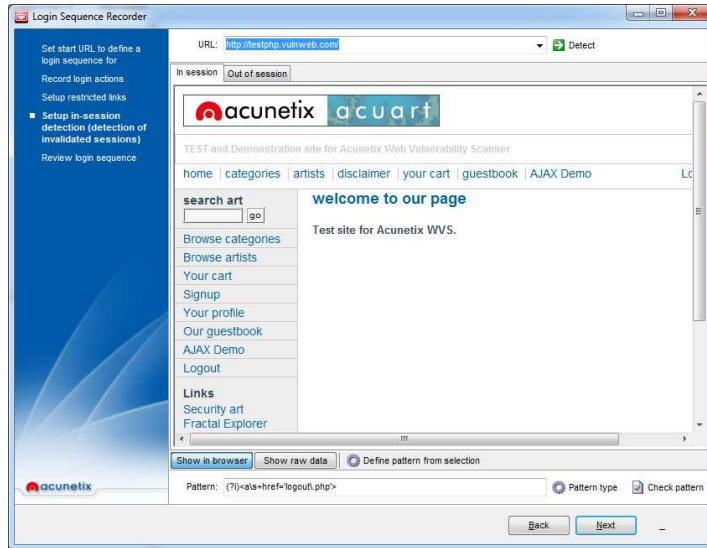 Login Sequence Recorder
Set start URL to define a
login sequence for
Record login actions
Setup restricted links
Setup in-session
detection (detection of
invalidated sessions)
Review login sequence
acunetix
URL: http://testphp.vulnweb.com/
Detect
In session Out of session
acunetix acuart
TEST and Demonstration site for Acunetix Web Vulnerability Scanner
home | categories | artists | disclaimer | your cart | guestbook | AJAX Demo Lo
search art
go
Browse categories
Browse artists
Your cart
Signup
Your profile
Our guestbook
AJAX Demo
Logout
Links
Security art
Fractal Explorer
welcome to our page
Test site for Acunetix WVS.
Show in browser Show raw data Define pattern from selection
Pattern: (?i)<a\s+href='logout\.php'>
Pattern type Check pattern
Back Next